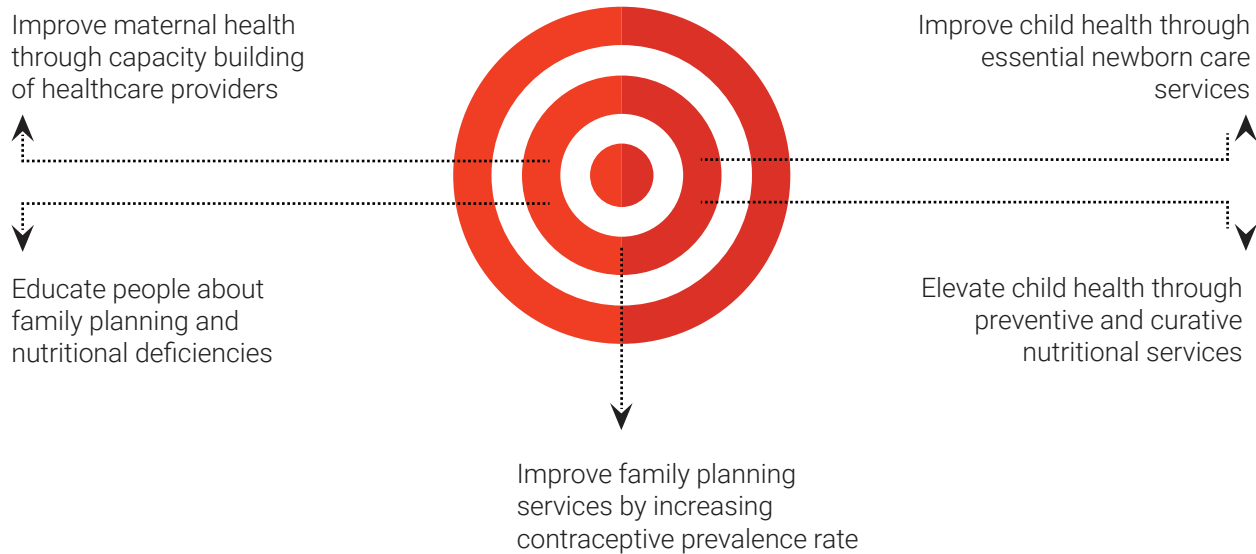 Improve maternal health
through capacity building
of healthcare providers
Improve child health through
essential newborn care
services
Educate people about
family planning and
nutritional deficiencies
Elevate child health through
preventive and curative
nutritional services
Improve family planning
services by increasing
contraceptive prevalence rate